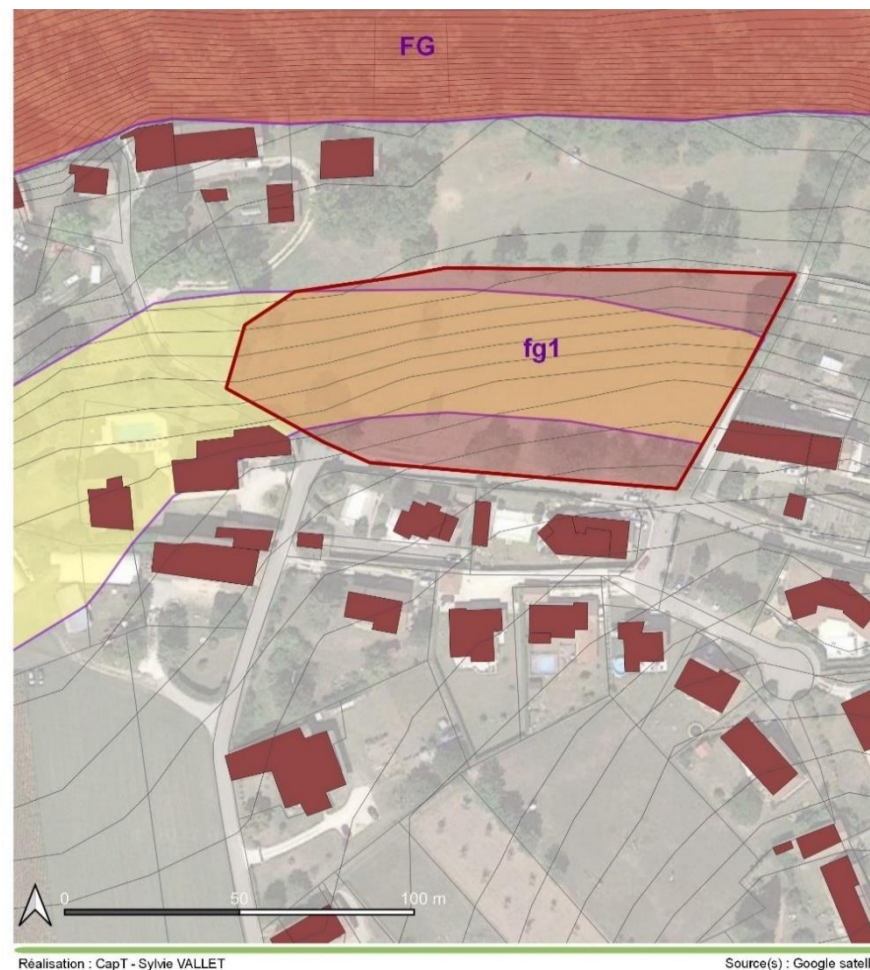 FG
fg1
0 50 100 m
Réalisation : CapT - Sylvie VALLET
Source(s) : Google satell